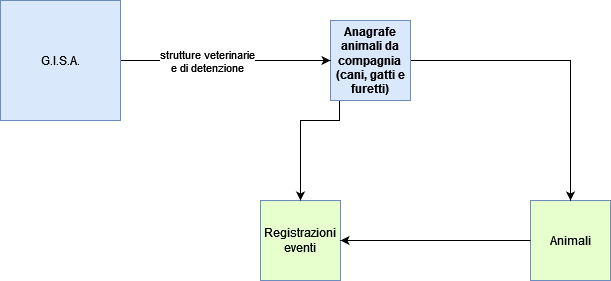 G.I.S.A.
strutture veterinarie
e di detenzione
Anagrafe
animali da
compagnia
(cani, gatti e
furetti)
Registrazioni
eventi
Animali